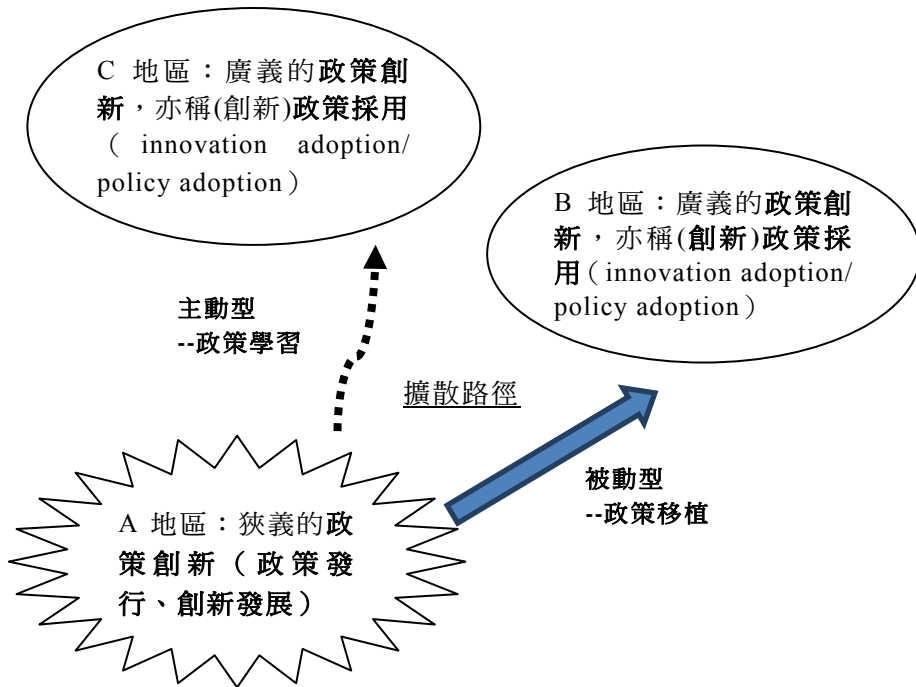 C 地區：廣義的政策創
新，亦稱(創新)政策採用
（ innovation adoption/
policy adoption）
B 地區：廣義的政策創
新，亦稱(創新)政策採
用（innovation adoption/
policy adoption）
主動型
--政策學習
擴散路徑
被動型
--政策移植
A 地區：狹義的政
策創新（政策發
行、創新發展）